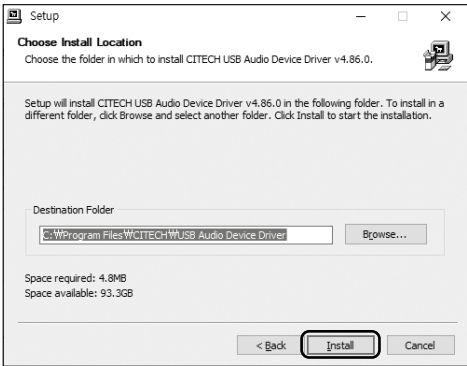 Setup
Choose Install Location
Choose the folder in which to install CITECH USB Audio Device Driver v4.86.0.
Setup will install CITECH USB Audio Device Driver v4.86.0 in the following folder. To install in a
different folder, click Browse and select another folder. Click Install to start the installation.
Destination Folder
C:₩Program Files₩CITECH₩USB Audio Device Driver
Browse...
Space required: 4.8MB
Space available: 93.3GB
< Back
Install
Cancel